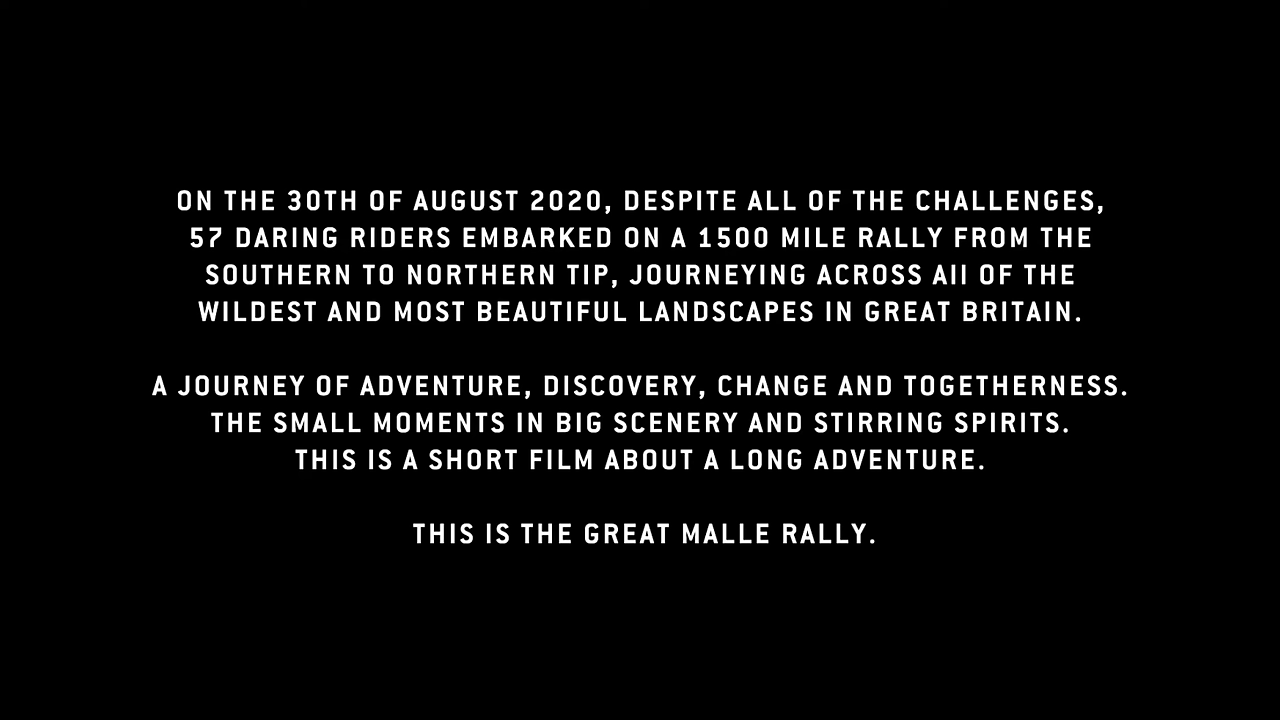 ON THE 30TH OF AUGUST 2020, DESPITE ALL OF THE CHALLENGES,
57 DARING RIDERS EMBARKED ON A 1500 MILE RALLY FROM THE
SOUTHERN TO NORTHERN TIP, JOURNEYING ACROSS All OF THE
WILDEST AND MOST BEAUTIFUL LANDSCAPES IN GREAT BRITAIN.
A JOURNEY OF ADVENTURE, DISCOVERY, CHANGE AND TOGETHERNESS.
THE SMALL MOMENTS IN BIG SCENERY AND STIRRING SPIRITS.
THIS IS A SHORT FILM ABOUT A LONG ADVENTURE.
THIS IS THE GREAT MALLE RALLY.